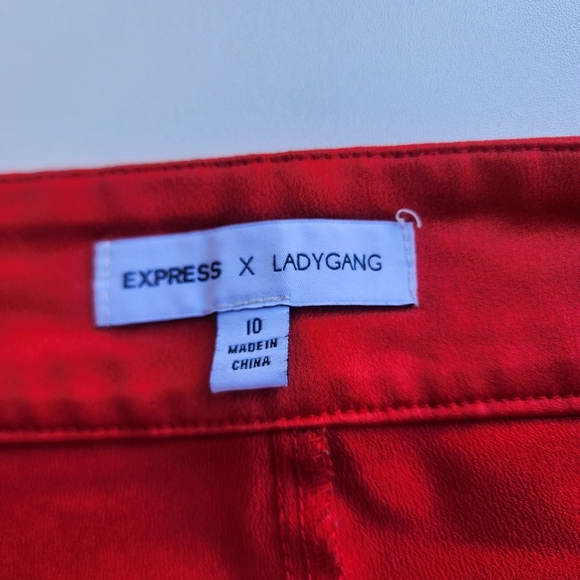 EXPRESS X LADYGANG
10
MADE IN
CHINA